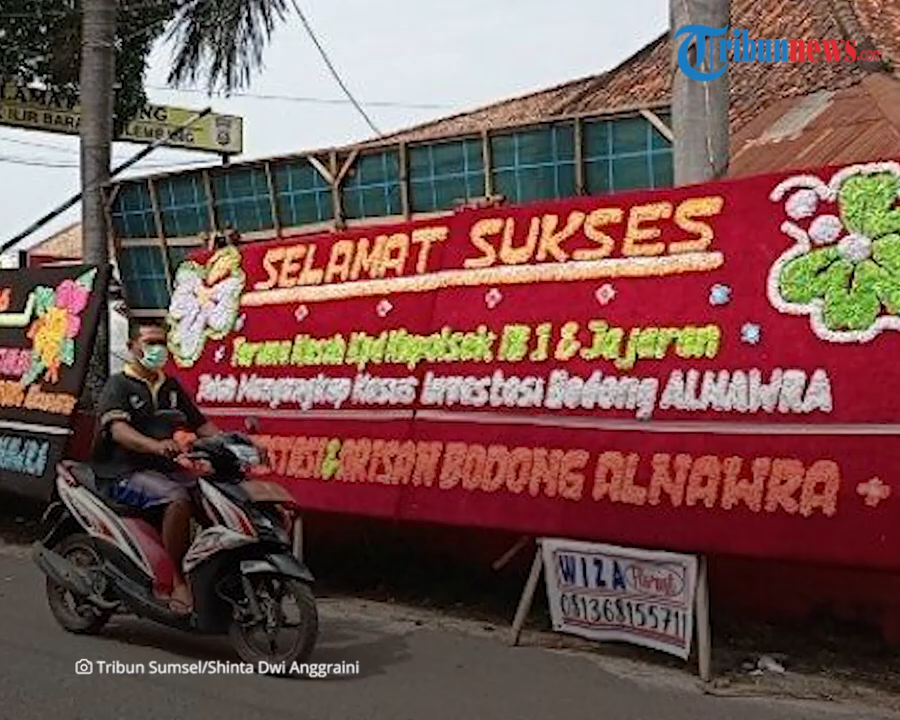 Tribunnews.com
SELAMAT SUKSES
Terima Kasih Kpd Kapolsek IB 1 & Jajaran
Telah Mengungkap Kasus Investasi Bodong ALNAWRA
& ARISAN BODONG ALNAWRA
WIZA Florist
081368155711
Tribun Sumsel/Shinta Dwi Anggraini